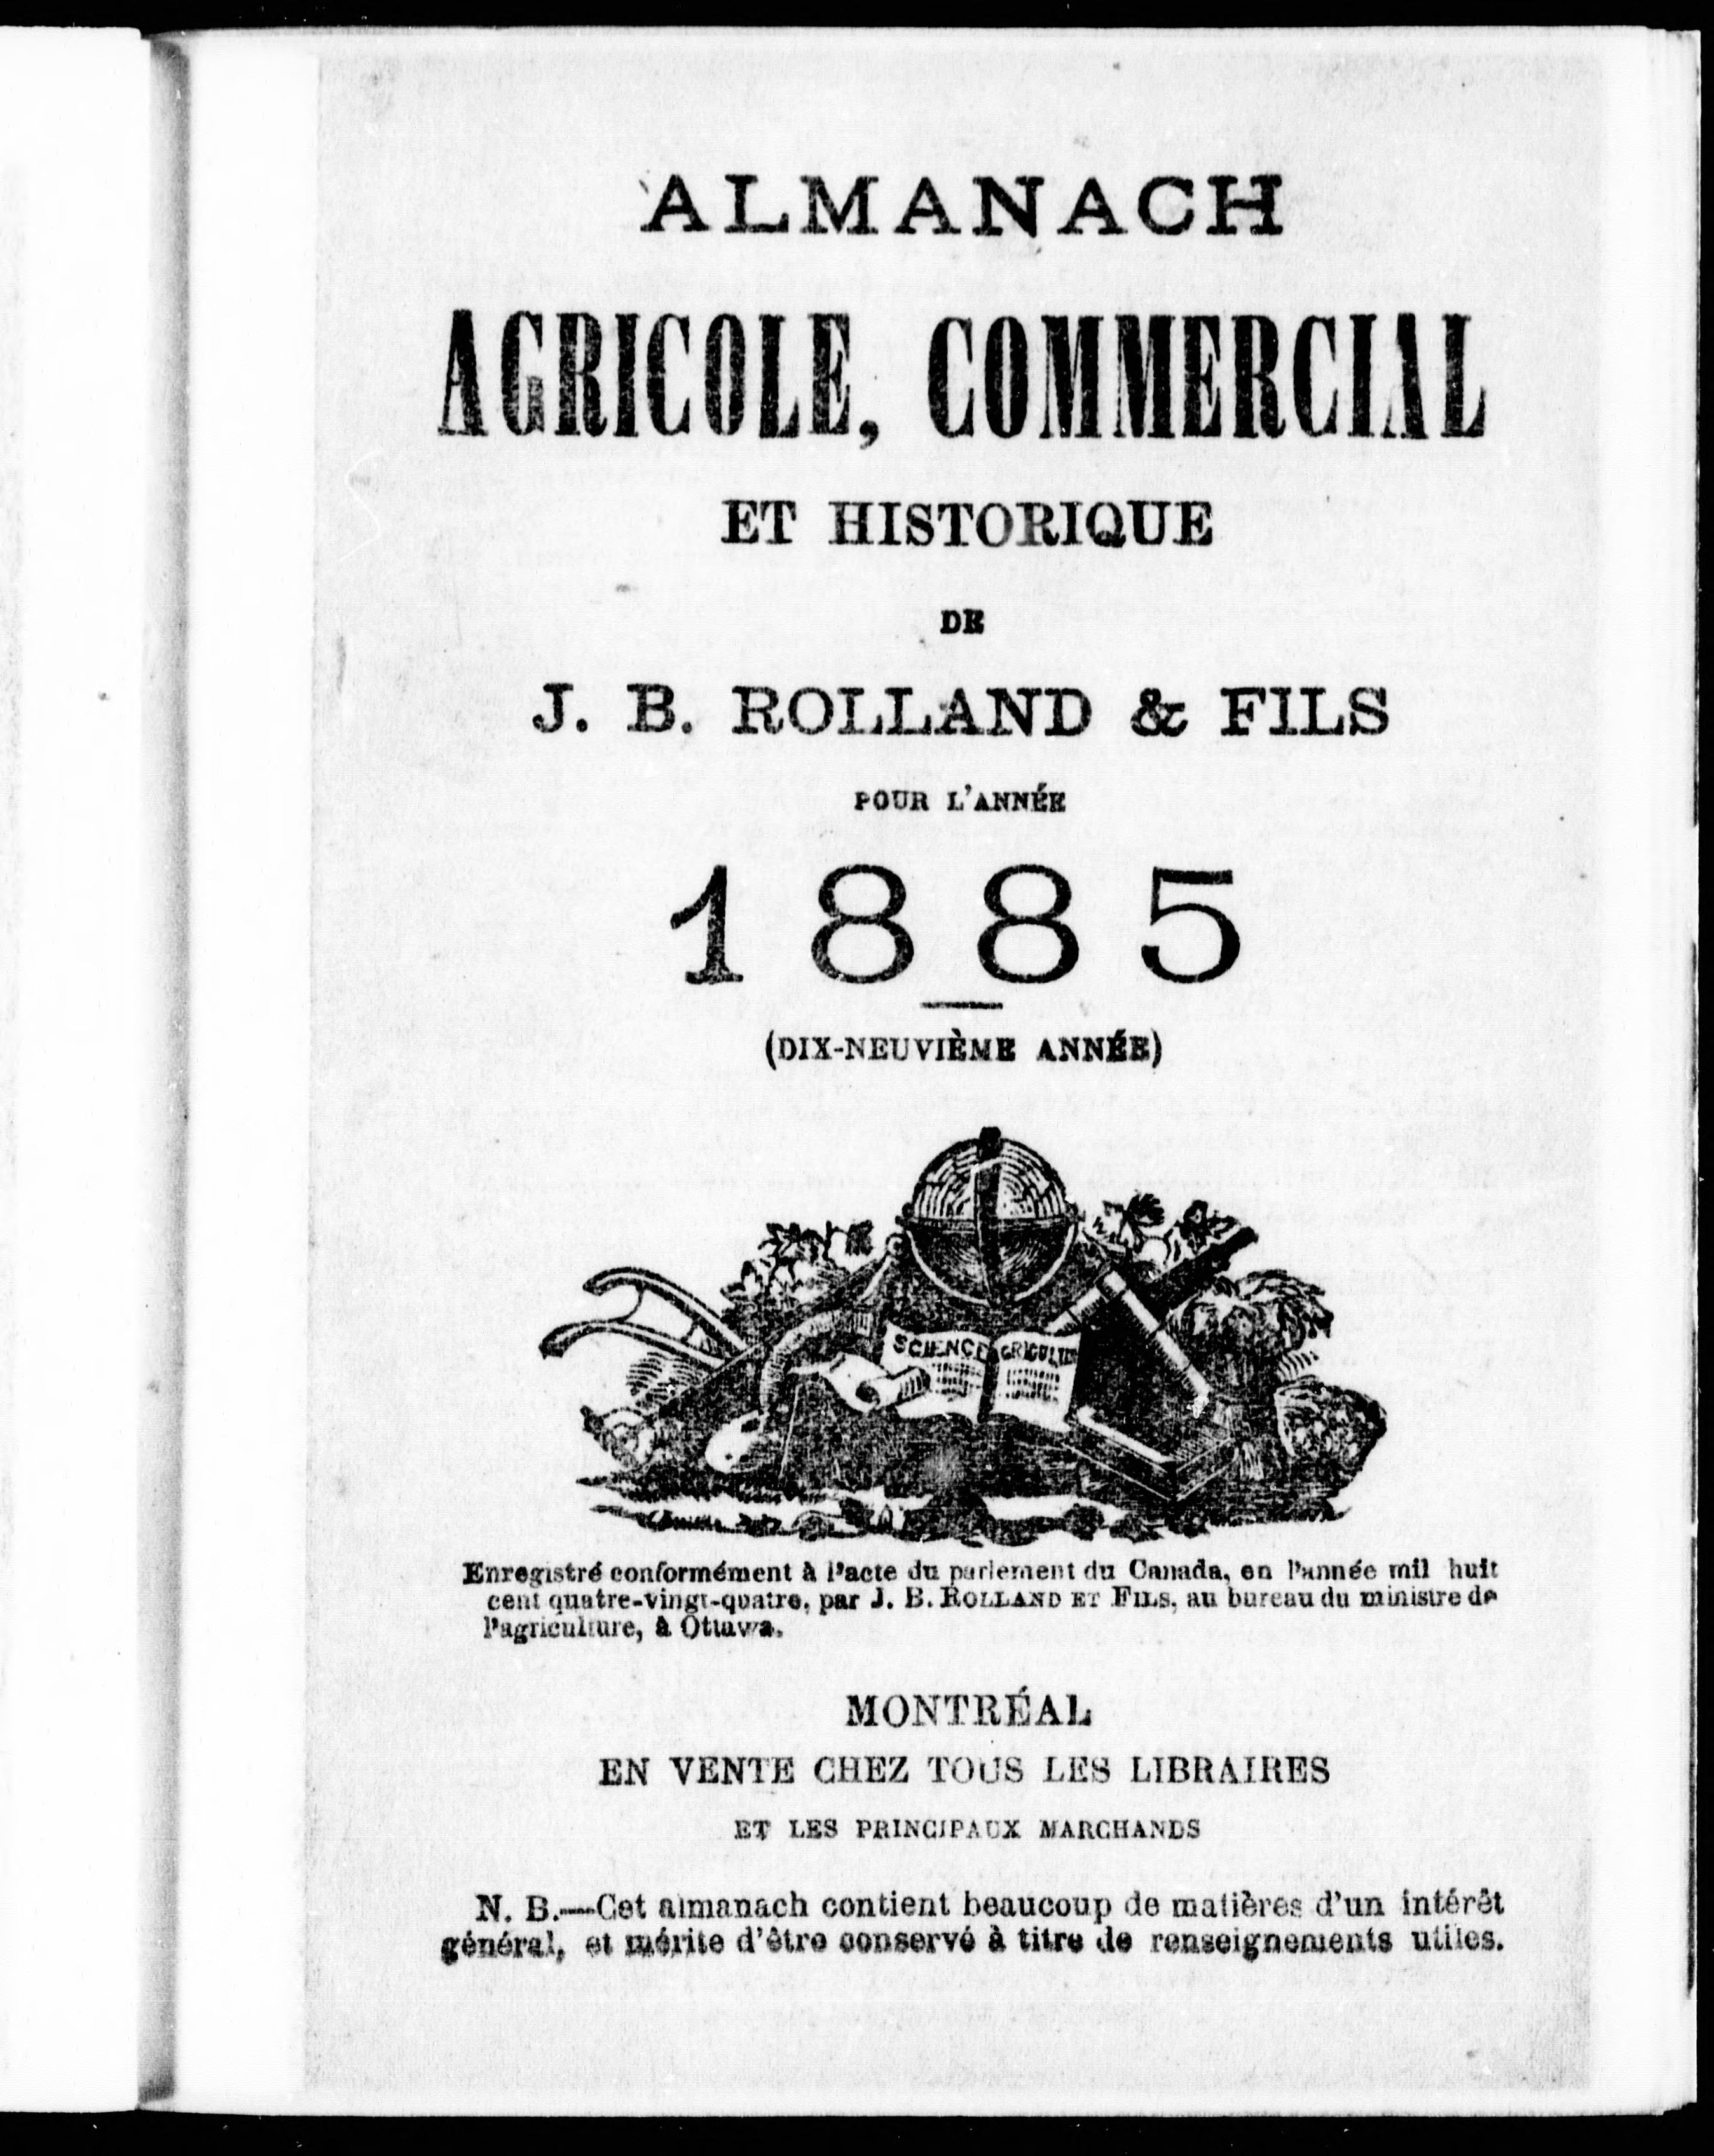 ALMANACH
AGRICOLE, COMMERCIAL
ET HISTORIQUE
DE
J. B. ROLLAND & FILS
POUR L'ANNÉE
1885
(DIX-NEUVIÈME ANNÉE)
SCIENCE GRICULTU
Enregistré conformément à l'acte du parlement du Canada, en l'année mil huit
cent quatre-vingt-quatre, par J. B. ROLLAND ET FILS, au bureau du ministre de
l'agriculture, à Ottawa.
MONTRÉAL
EN VENTE CHEZ TOUS LES LIBRAIRES
ET LES PRINCIPAUX MARCHANDS
N. B.—Cet almanach contient beaucoup de matières d'un intérêt
général, et mérite d'être conservé à titre de renseignements utiles.